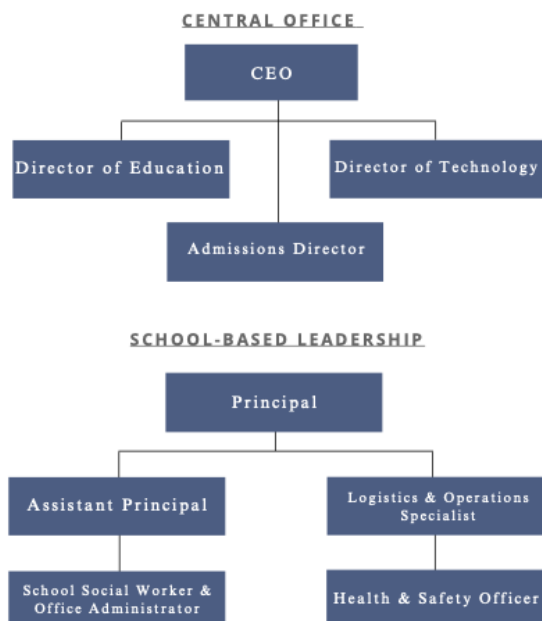 CENTRAL OFFICE
CEO
Director of Education
Director of Technology
Admissions Director
SCHOOL-BASED LEADERSHIP
Principal
Assistant Principal
Logistics & Operations
Specialist
School Social Worker &
Office Administrator
Health & Safety Officer